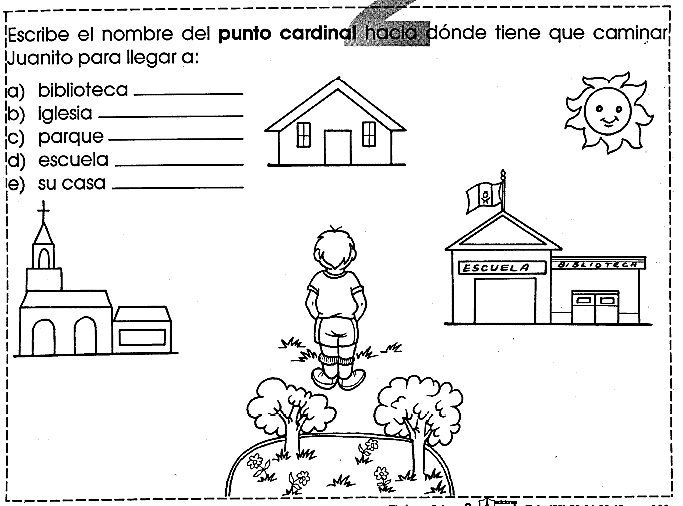 Escribe el nombre del punto cardinal hacia dónde tiene que caminar
Juanito para llegar a:
a) biblioteca
b) iglesia
c) parque
d) escuela
e) su casa
ESCUELA
BIBLIOTECA